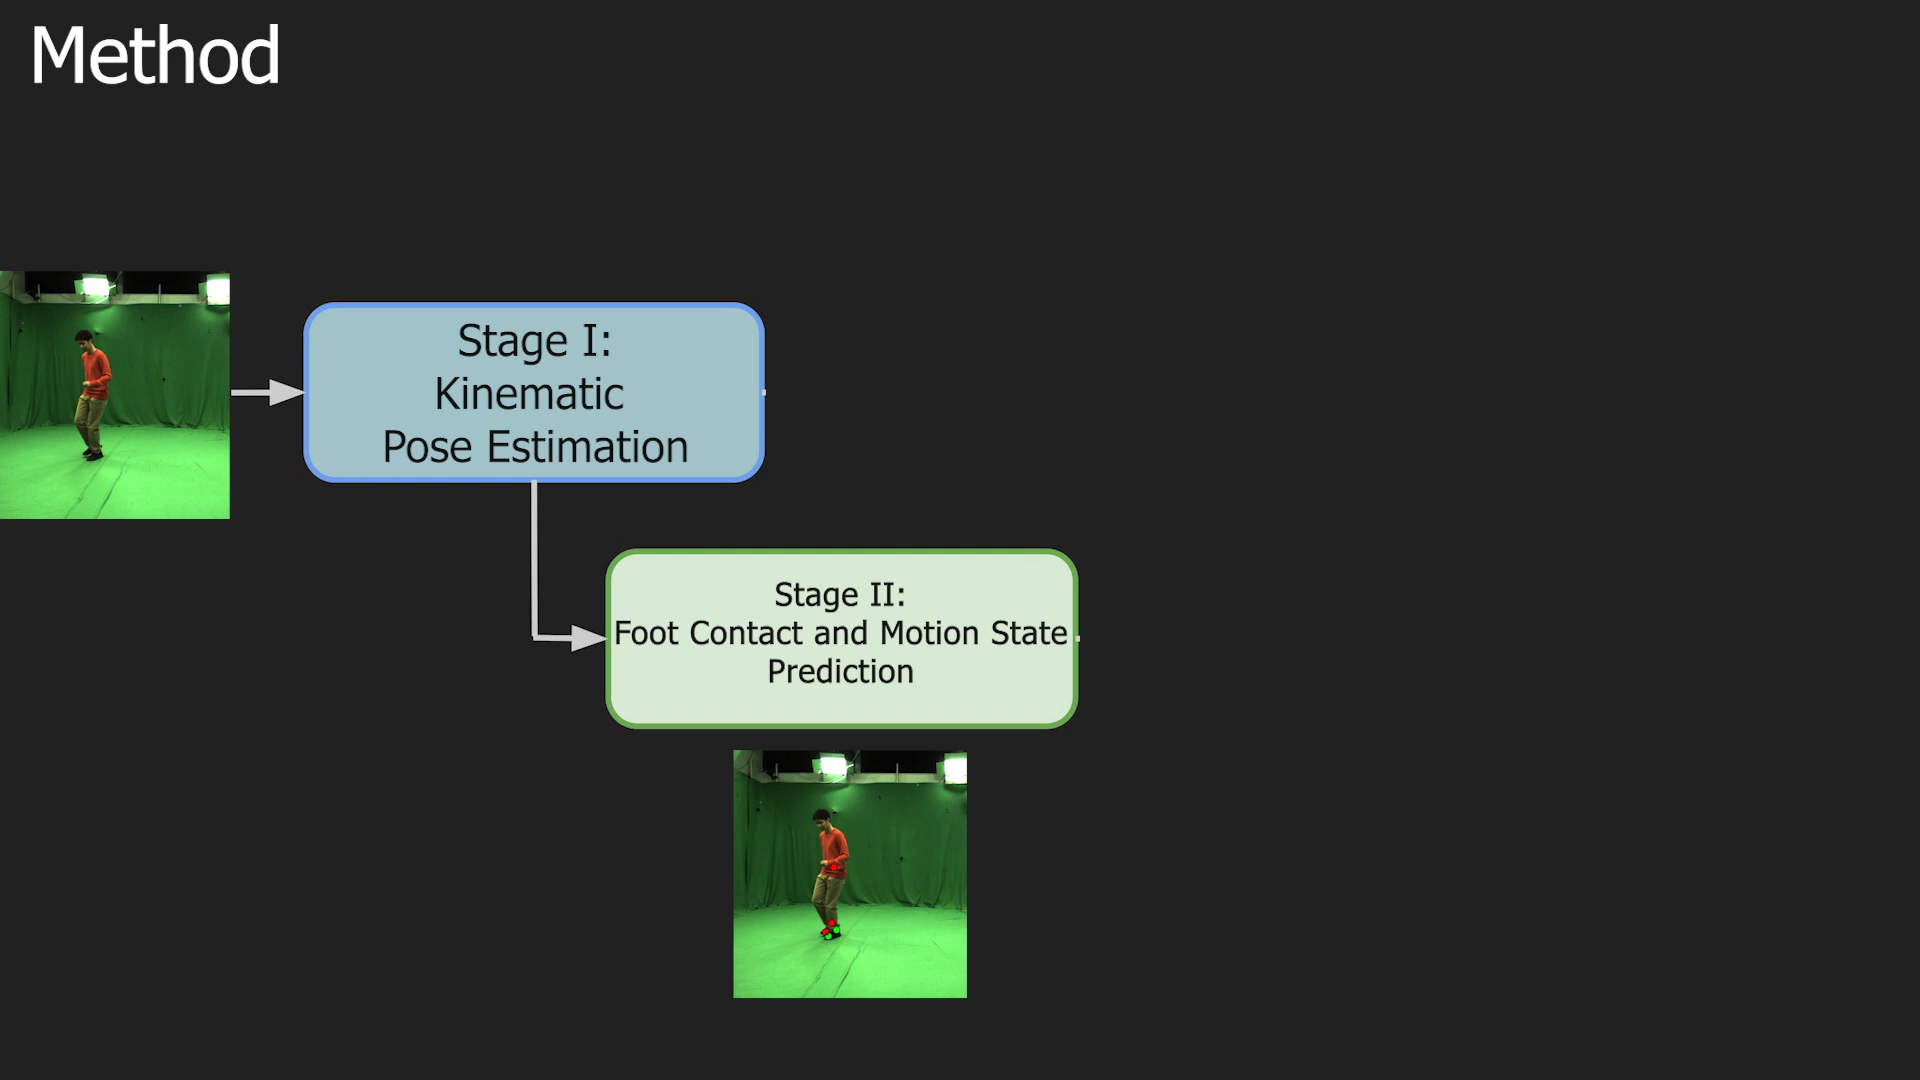 Method
Stage I:
Kinematic
Pose Estimation
Stage II:
Foot Contact and Motion State
Prediction